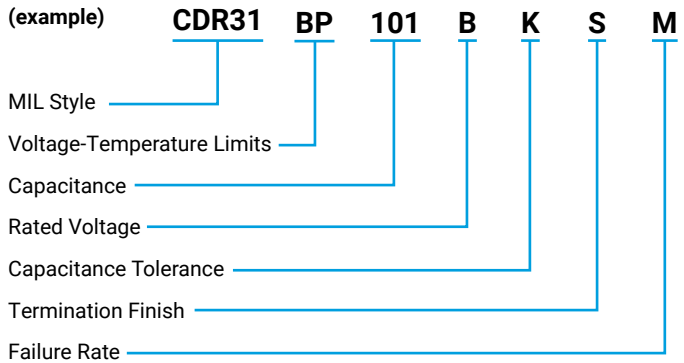 (example) CDR31 BP 101 B K S M
MIL Style
Voltage-Temperature Limits
Capacitance
Rated Voltage
Capacitance Tolerance
Termination Finish
Failure Rate